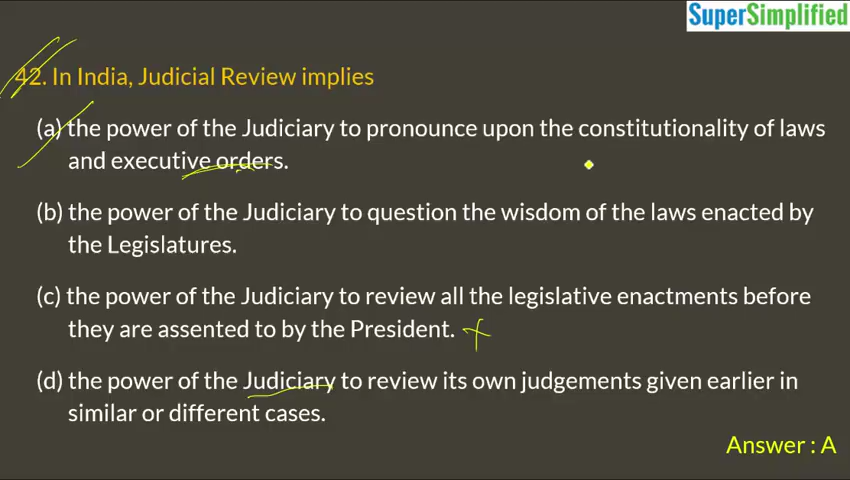 SuperSimplified
42. In India, Judicial Review implies
(a) the power of the Judiciary to pronounce upon the constitutionality of laws
and executive orders.
(b) the power of the Judiciary to question the wisdom of the laws enacted by
the Legislatures.
(c) the power of the Judiciary to review all the legislative enactments before
they are assented to by the President.
(d) the power of the Judiciary to review its own judgements given earlier in
similar or different cases.
Answer : A